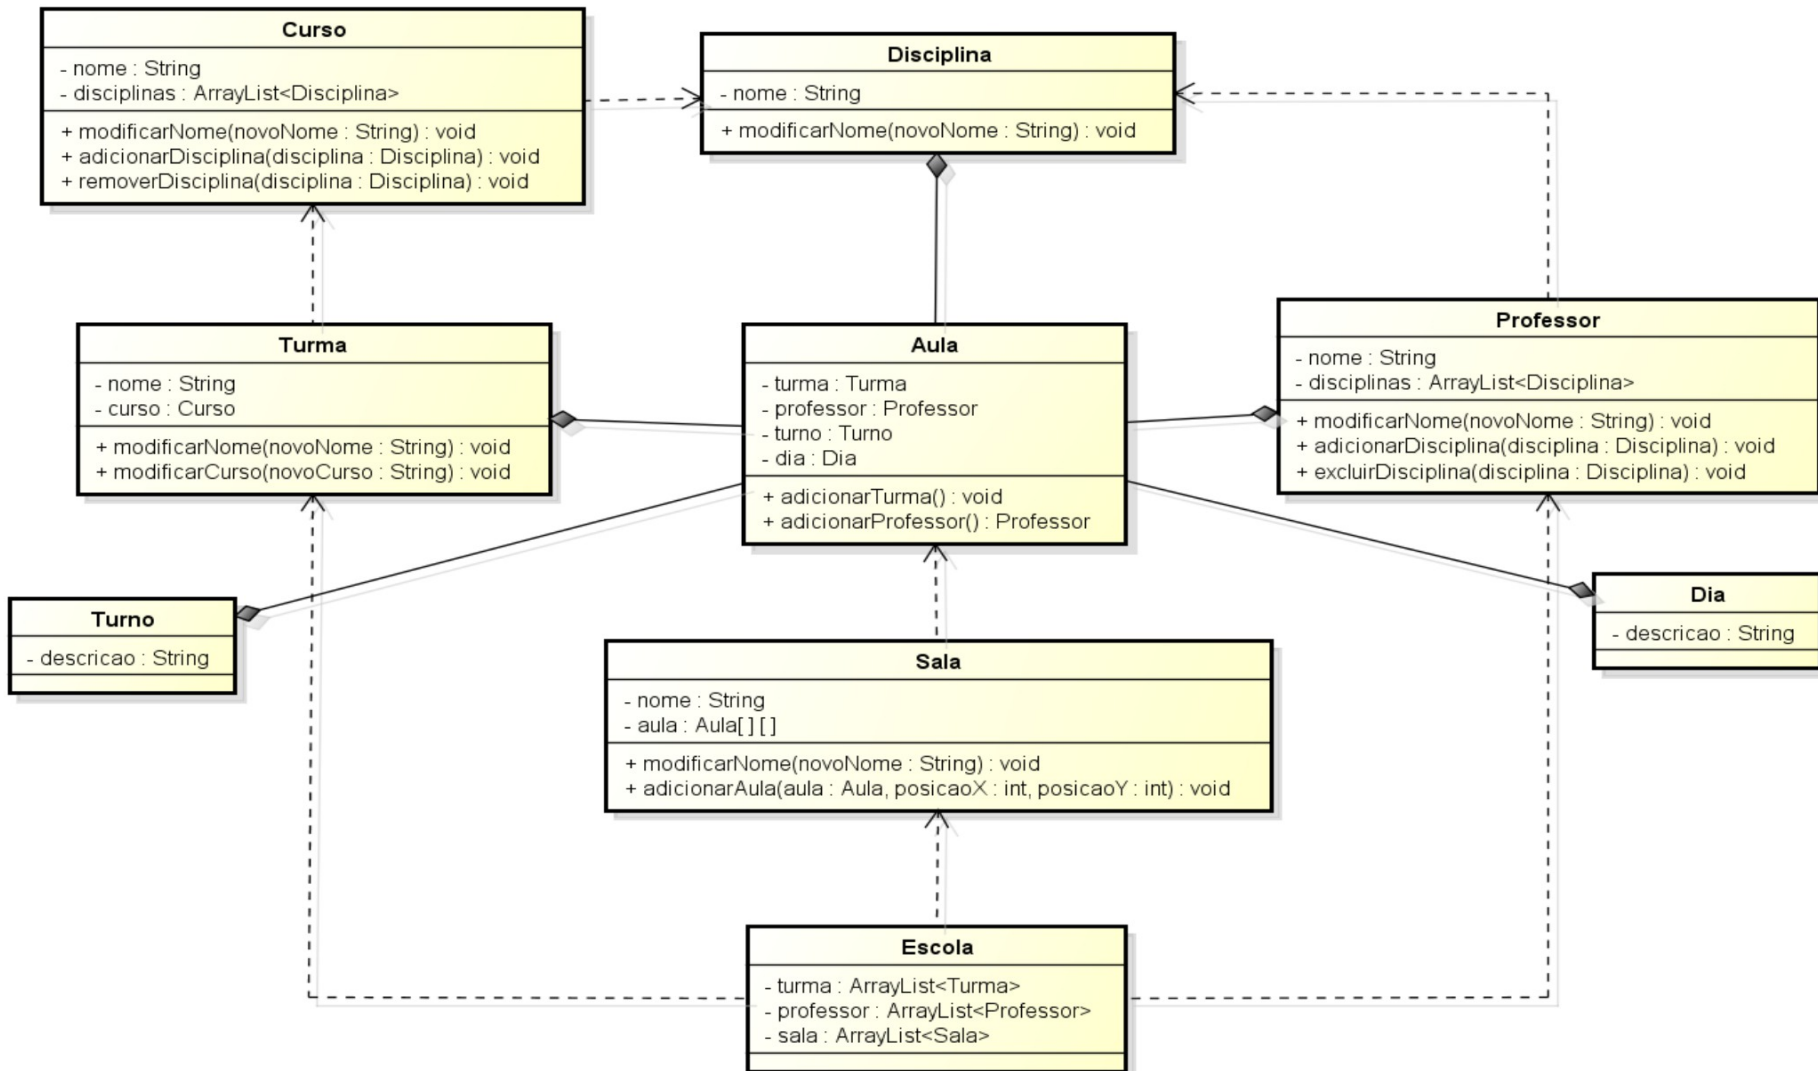 Curso
- nome : String
- disciplinas : ArrayList<Disciplina>
+ modificarNome(novoNome : String) : void
+ adicionarDisciplina(disciplina : Disciplina) : void
+ removerDisciplina(disciplina : Disciplina) : void
Disciplina
- nome : String
+ modificarNome(novoNome : String) : void
Turma
- nome : String
- curso : Curso
+ modificarNome(novoNome : String) : void
+ modificarCurso(novoCurso : String) : void
Aula
- turma : Turma
- professor : Professor
- turno : Turno
- dia : Dia
+ adicionarTurma() : void
+ adicionarProfessor() : Professor
Professor
- nome : String
- disciplinas : ArrayList<Disciplina>
+ modificarNome(novoNome : String) : void
+ adicionarDisciplina(disciplina : Disciplina) : void
+ excluirDisciplina(disciplina : Disciplina) : void
Turno
- descricao : String
Sala
- nome : String
- aula : Aula[ ] [ ]
+ modificarNome(novoNome : String) : void
+ adicionarAula(aula : Aula, posicaoX : int, posicaoY : int) : void
Dia
- descricao : String
Escola
- turma : ArrayList<Turma>
- professor : ArrayList<Professor>
- sala : ArrayList<Sala>